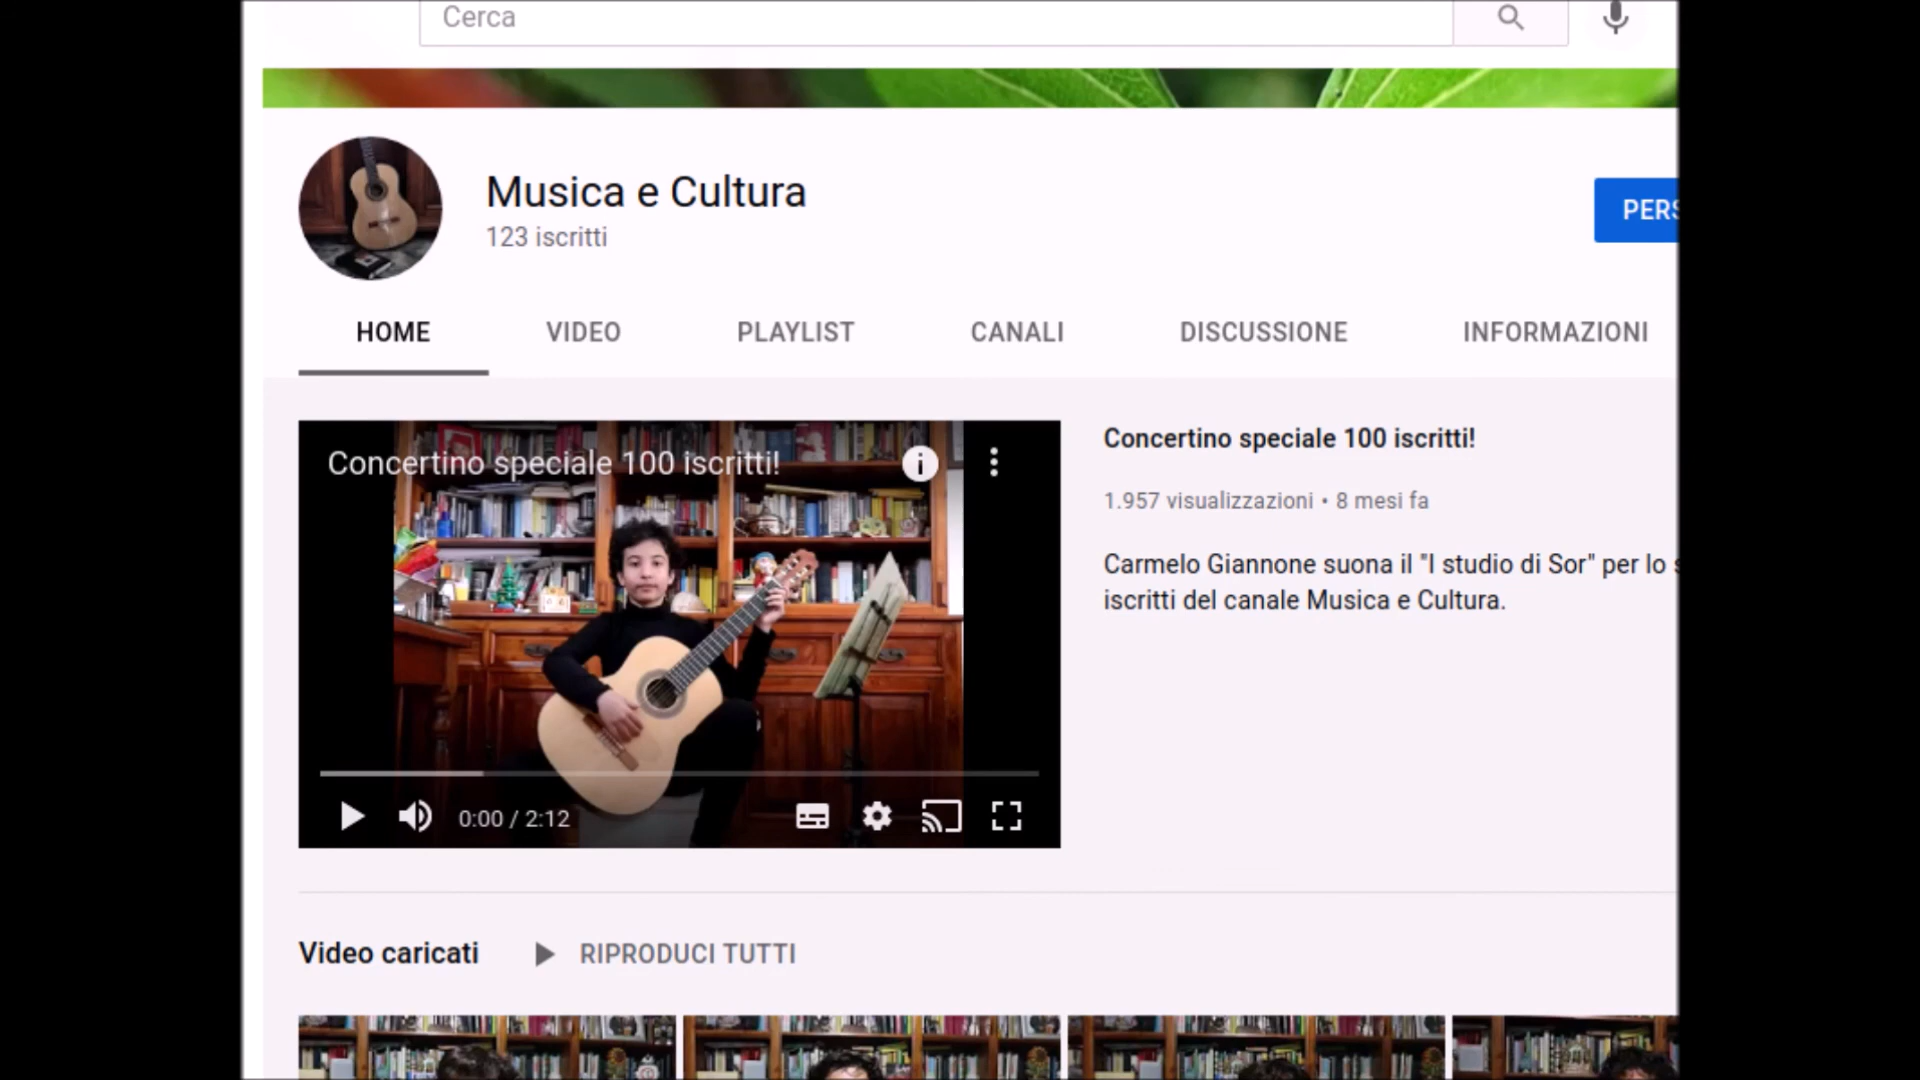 Cerca
Musica e Cultura
123 iscritti
PERS
HOME VIDEO PLAYLIST CANALI DISCUSSIONE INFORMAZIONI
Concertino speciale 100 iscritti!
Concertino speciale 100 iscritti!
1.957 visualizzazioni • 8 mesi fa
Carmelo Giannone suona il "I studio di Sor" per lo s
iscritti del canale Musica e Cultura.
0:00 / 2:12
Video caricati RIPRODUCI TUTTI